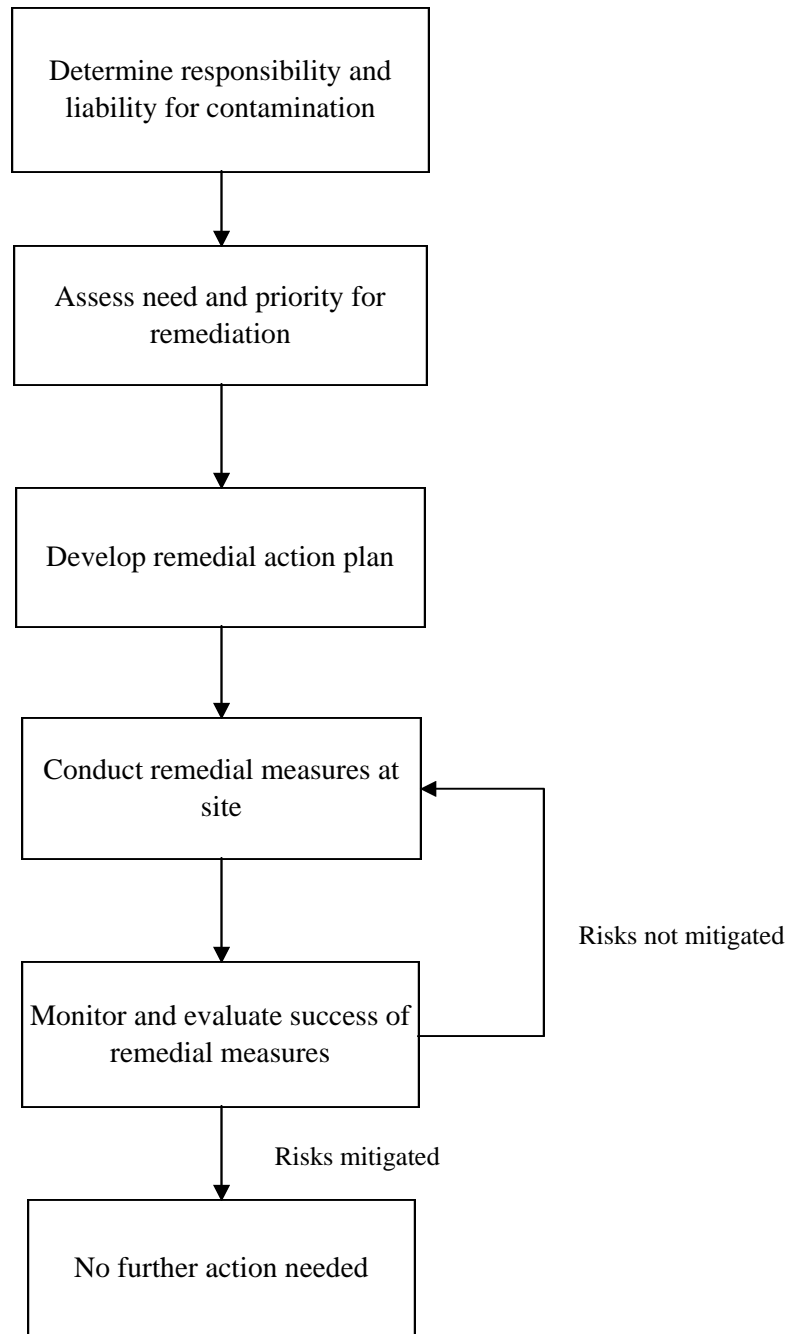 Determine responsibility and
liability for contamination
Assess need and priority for
remediation
Develop remedial action plan
Conduct remedial measures at
site
Risks not mitigated
Monitor and evaluate success of
remedial measures
Risks mitigated
No further action needed